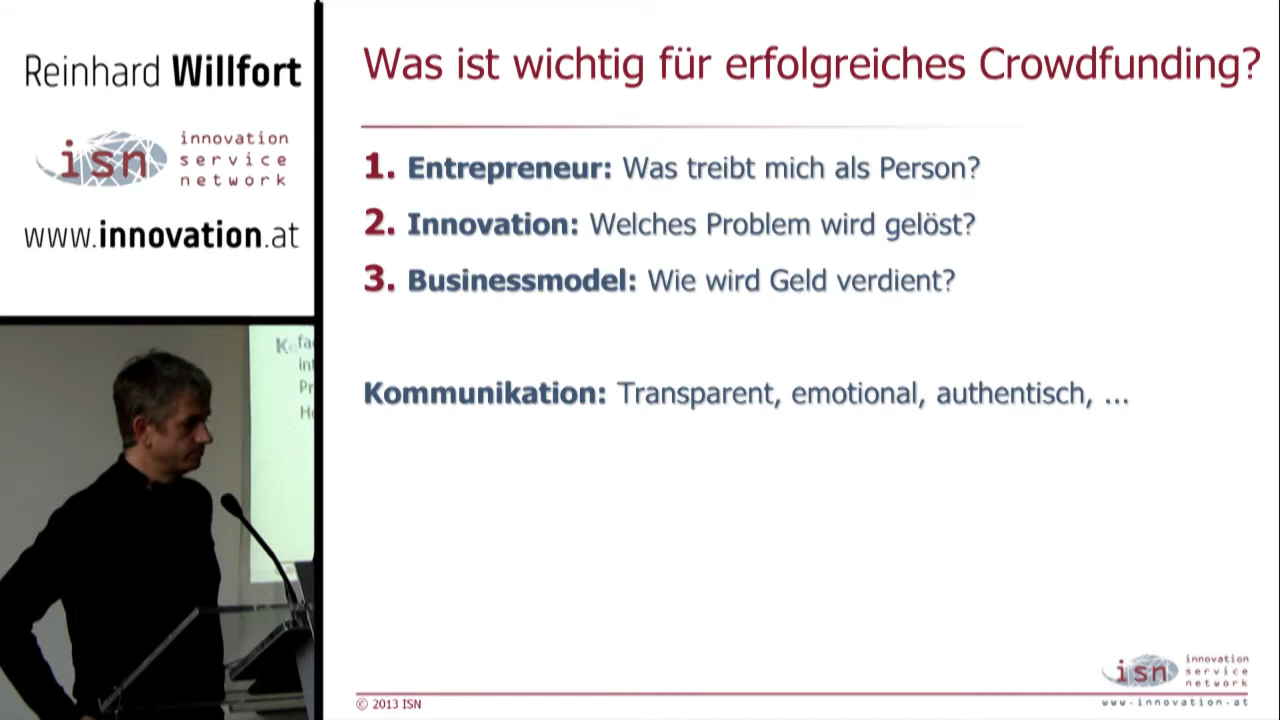 Reinhard Willfort
isn
innovation
service
network
www.innovation.at
Was ist wichtig für erfolgreiches Crowdfunding?
1. Entrepreneur: Was treibt mich als Person?
2. Innovation: Welches Problem wird gelöst?
3. Businessmodel: Wie wird Geld verdient?
Kommunikation: Transparent, emotional, authentisch, ...
isn
innovation
service
network
www-innovation-at
© 2013 ISN